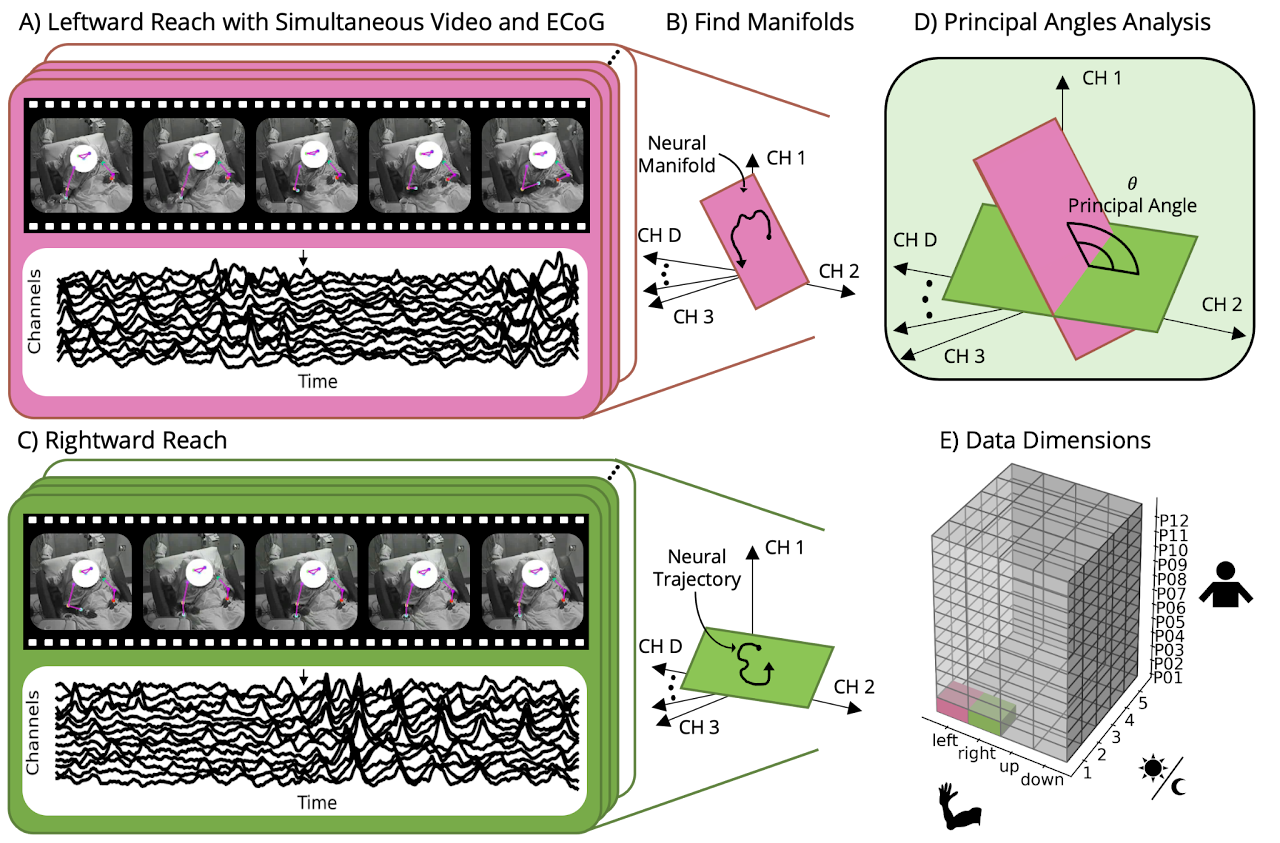 A) Leftward Reach with Simultaneous Video and ECoG
Channels
Time
B) Find Manifolds
Neural
Manifold
CH 1
CH D
CH 2
CH 3
D) Principal Angles Analysis
CH 1
θ
Principal Angle
CH D
CH 2
CH 3
C) Rightward Reach
Channels
Time
Neural
Trajectory
CH 1
CH D
CH 2
CH 3
E) Data Dimensions
P12
P11
P10
P09
P08
P07
P06
P05
P04
P03
P02
P01
left
right
up
down
1
2
3
4
5